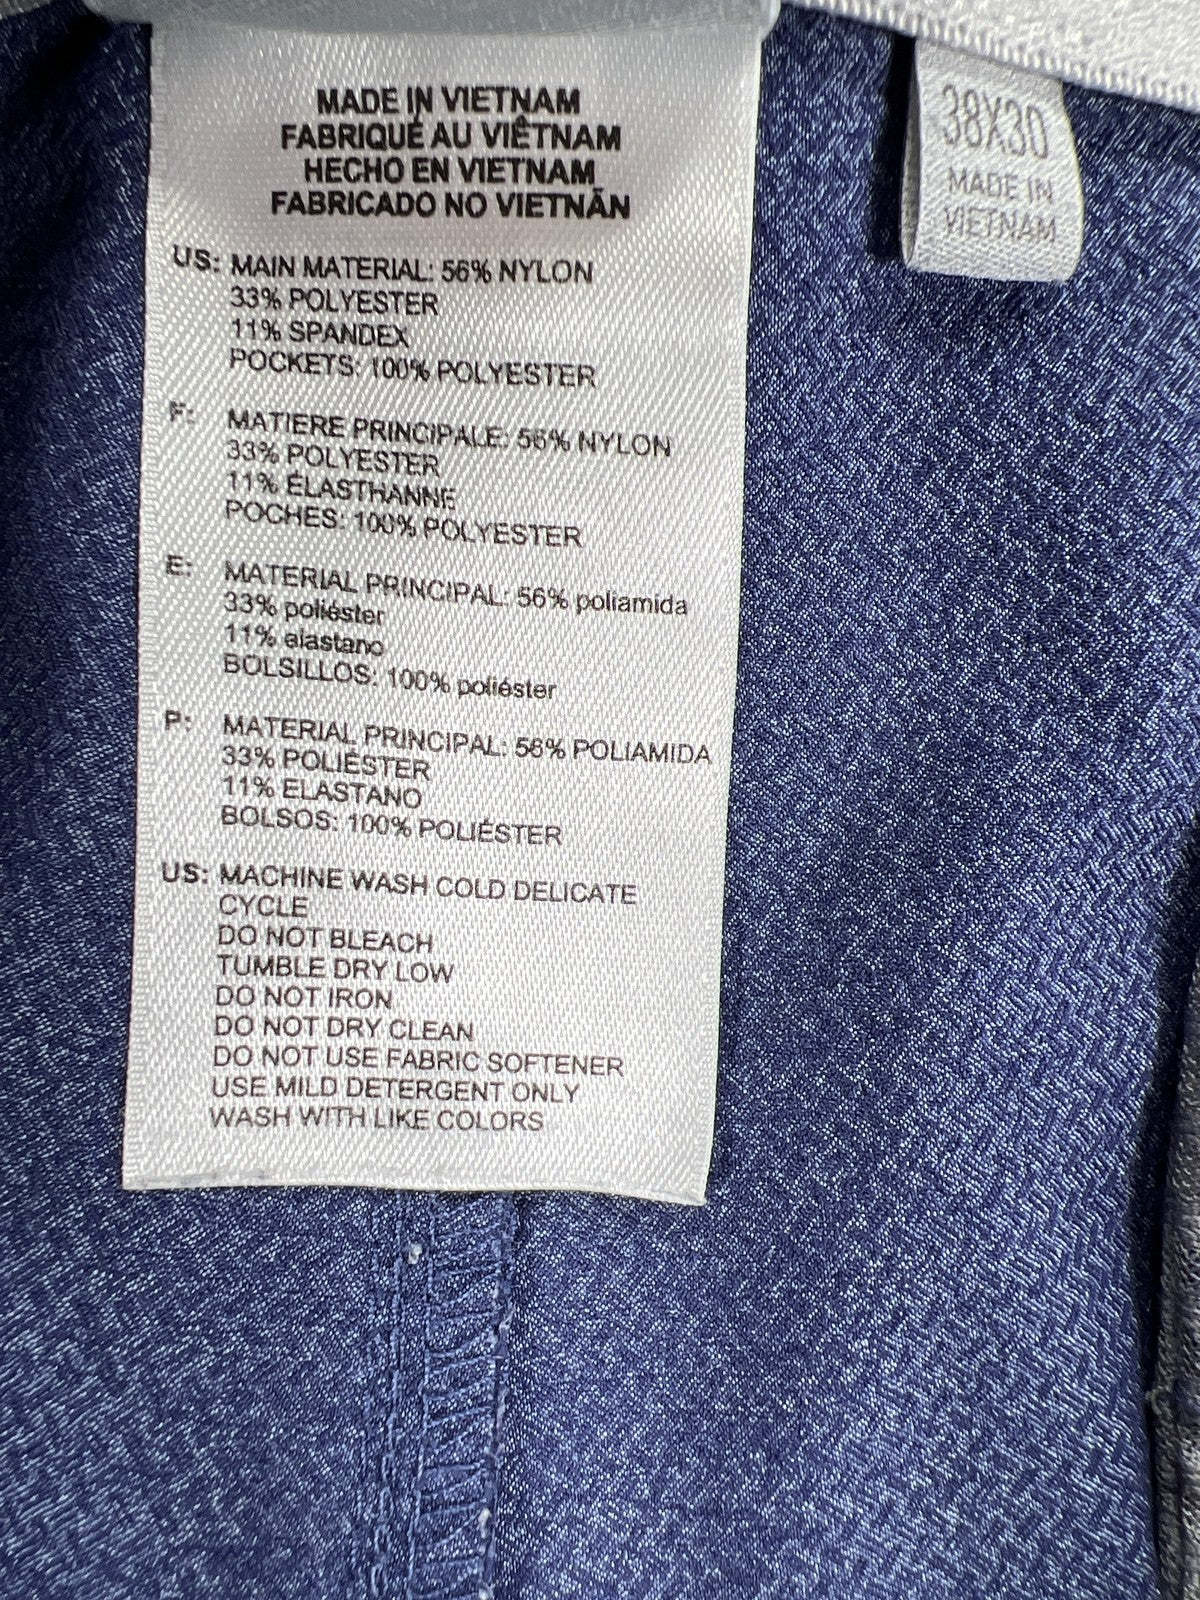 MADE IN VIETNAM
FABRIQUÉ AU VIÊTNAM
HECHO EN VIETNAM
FABRICADO NO VIETNÃN
US: MAIN MATERIAL: 56% NYLON
33% POLYESTER
11% SPANDEX
POCKETS: 100% POLYESTER
F: MATIERE PRINCIPALE: 56% NYLON
33% POLYESTER
11% ÉLASTHANNE
POCHES: 100% POLYESTER
E: MATERIAL PRINCIPAL: 56% poliamida
33% poliéster
11% elastano
BOLSILLOS: 100% poliéster
P: MATERIAL PRINCIPAL: 56% POLIAMIDA
33% POLIÉSTER
11% ELASTANO
BOLSOS: 100% POLIÉSTER
US: MACHINE WASH COLD DELICATE
CYCLE
DO NOT BLEACH
TUMBLE DRY LOW
DO NOT IRON
DO NOT DRY CLEAN
DO NOT USE FABRIC SOFTENER
USE MILD DETERGENT ONLY
WASH WITH LIKE COLORS
38X30
MADE IN
VIETNAM